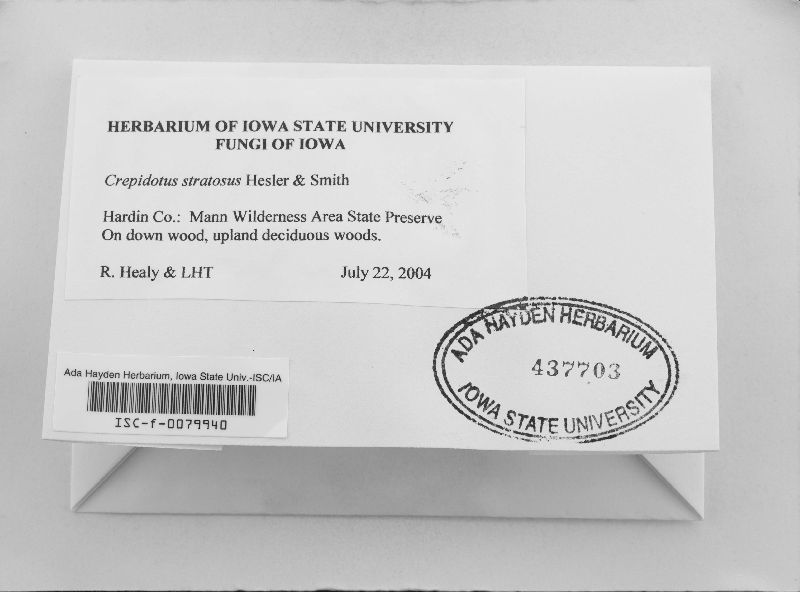 HERBARIUM OF IOWA STATE UNIVERSITY
FUNGI OF IOWA
Crepidotus stratosus Hesler & Smith
Hardin Co.: Mann Wilderness Area State Preserve
On down wood, upland deciduous woods.
R. Healy & LHT July 22, 2004
ADA HAYDEN HERBARIUM
437703
IOWA STATE UNIVERSITY
Ada Hayden Herbarium, Iowa State Univ.-ISC/IA
ISC-f-0079940